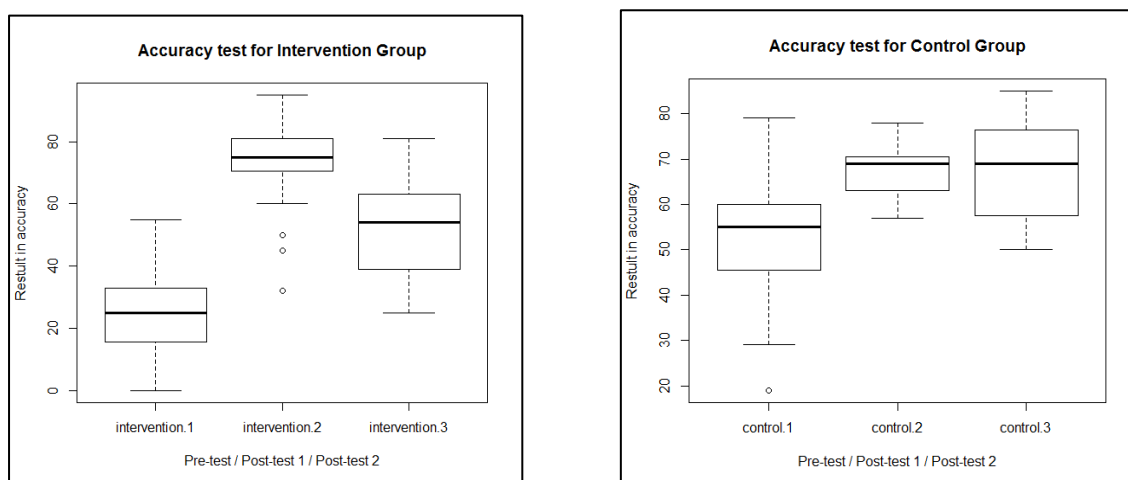 Accuracy test for Intervention Group
Restult in accuracy
80
60
40
20
0
intervention.1 intervention.2 intervention.3
Pre-test / Post-test 1 / Post-test 2
Accuracy test for Control Group
Restult in accuracy
80
70
60
50
40
30
20
control.1 control.2 control.3
Pre-test / Post-test 1 / Post-test 2